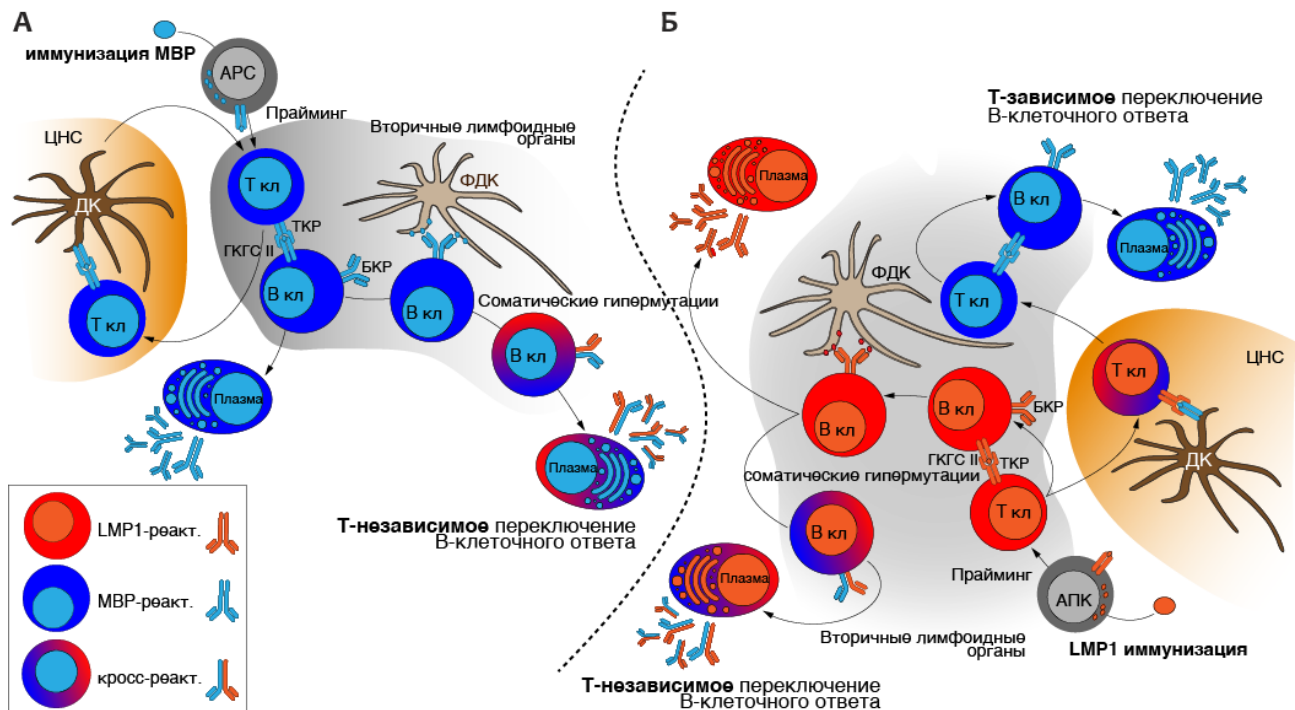 А
иммунизация MBP
APC
Прайминг
ЦНС
Вторичные лимфоидные
органы
ДК
Т кл
ФДК
ТКР
ГКГС II
БКР
В кл
В кл
Т кл
Соматические гипермутации
В кл
Плазма
Плазма
Т-независимое переключение
В-клеточного ответа
LMP1-реакт.
MBP-реакт.
кросс-реакт.
Б
Т-зависимое переключение
В-клеточного ответа
Плазма
В кл
Плазма
ФДК
Т кл
ЦНС
Т кл
В кл
БКР
В кл
ГКГС II
ТКР
ДК
соматические гипермутации
В кл
Т кл
Плазма
Прайминг
АПК
Вторичные лимфоидные
органы
LMP1 иммунизация
Т-независимое переключение
В-клеточного ответа